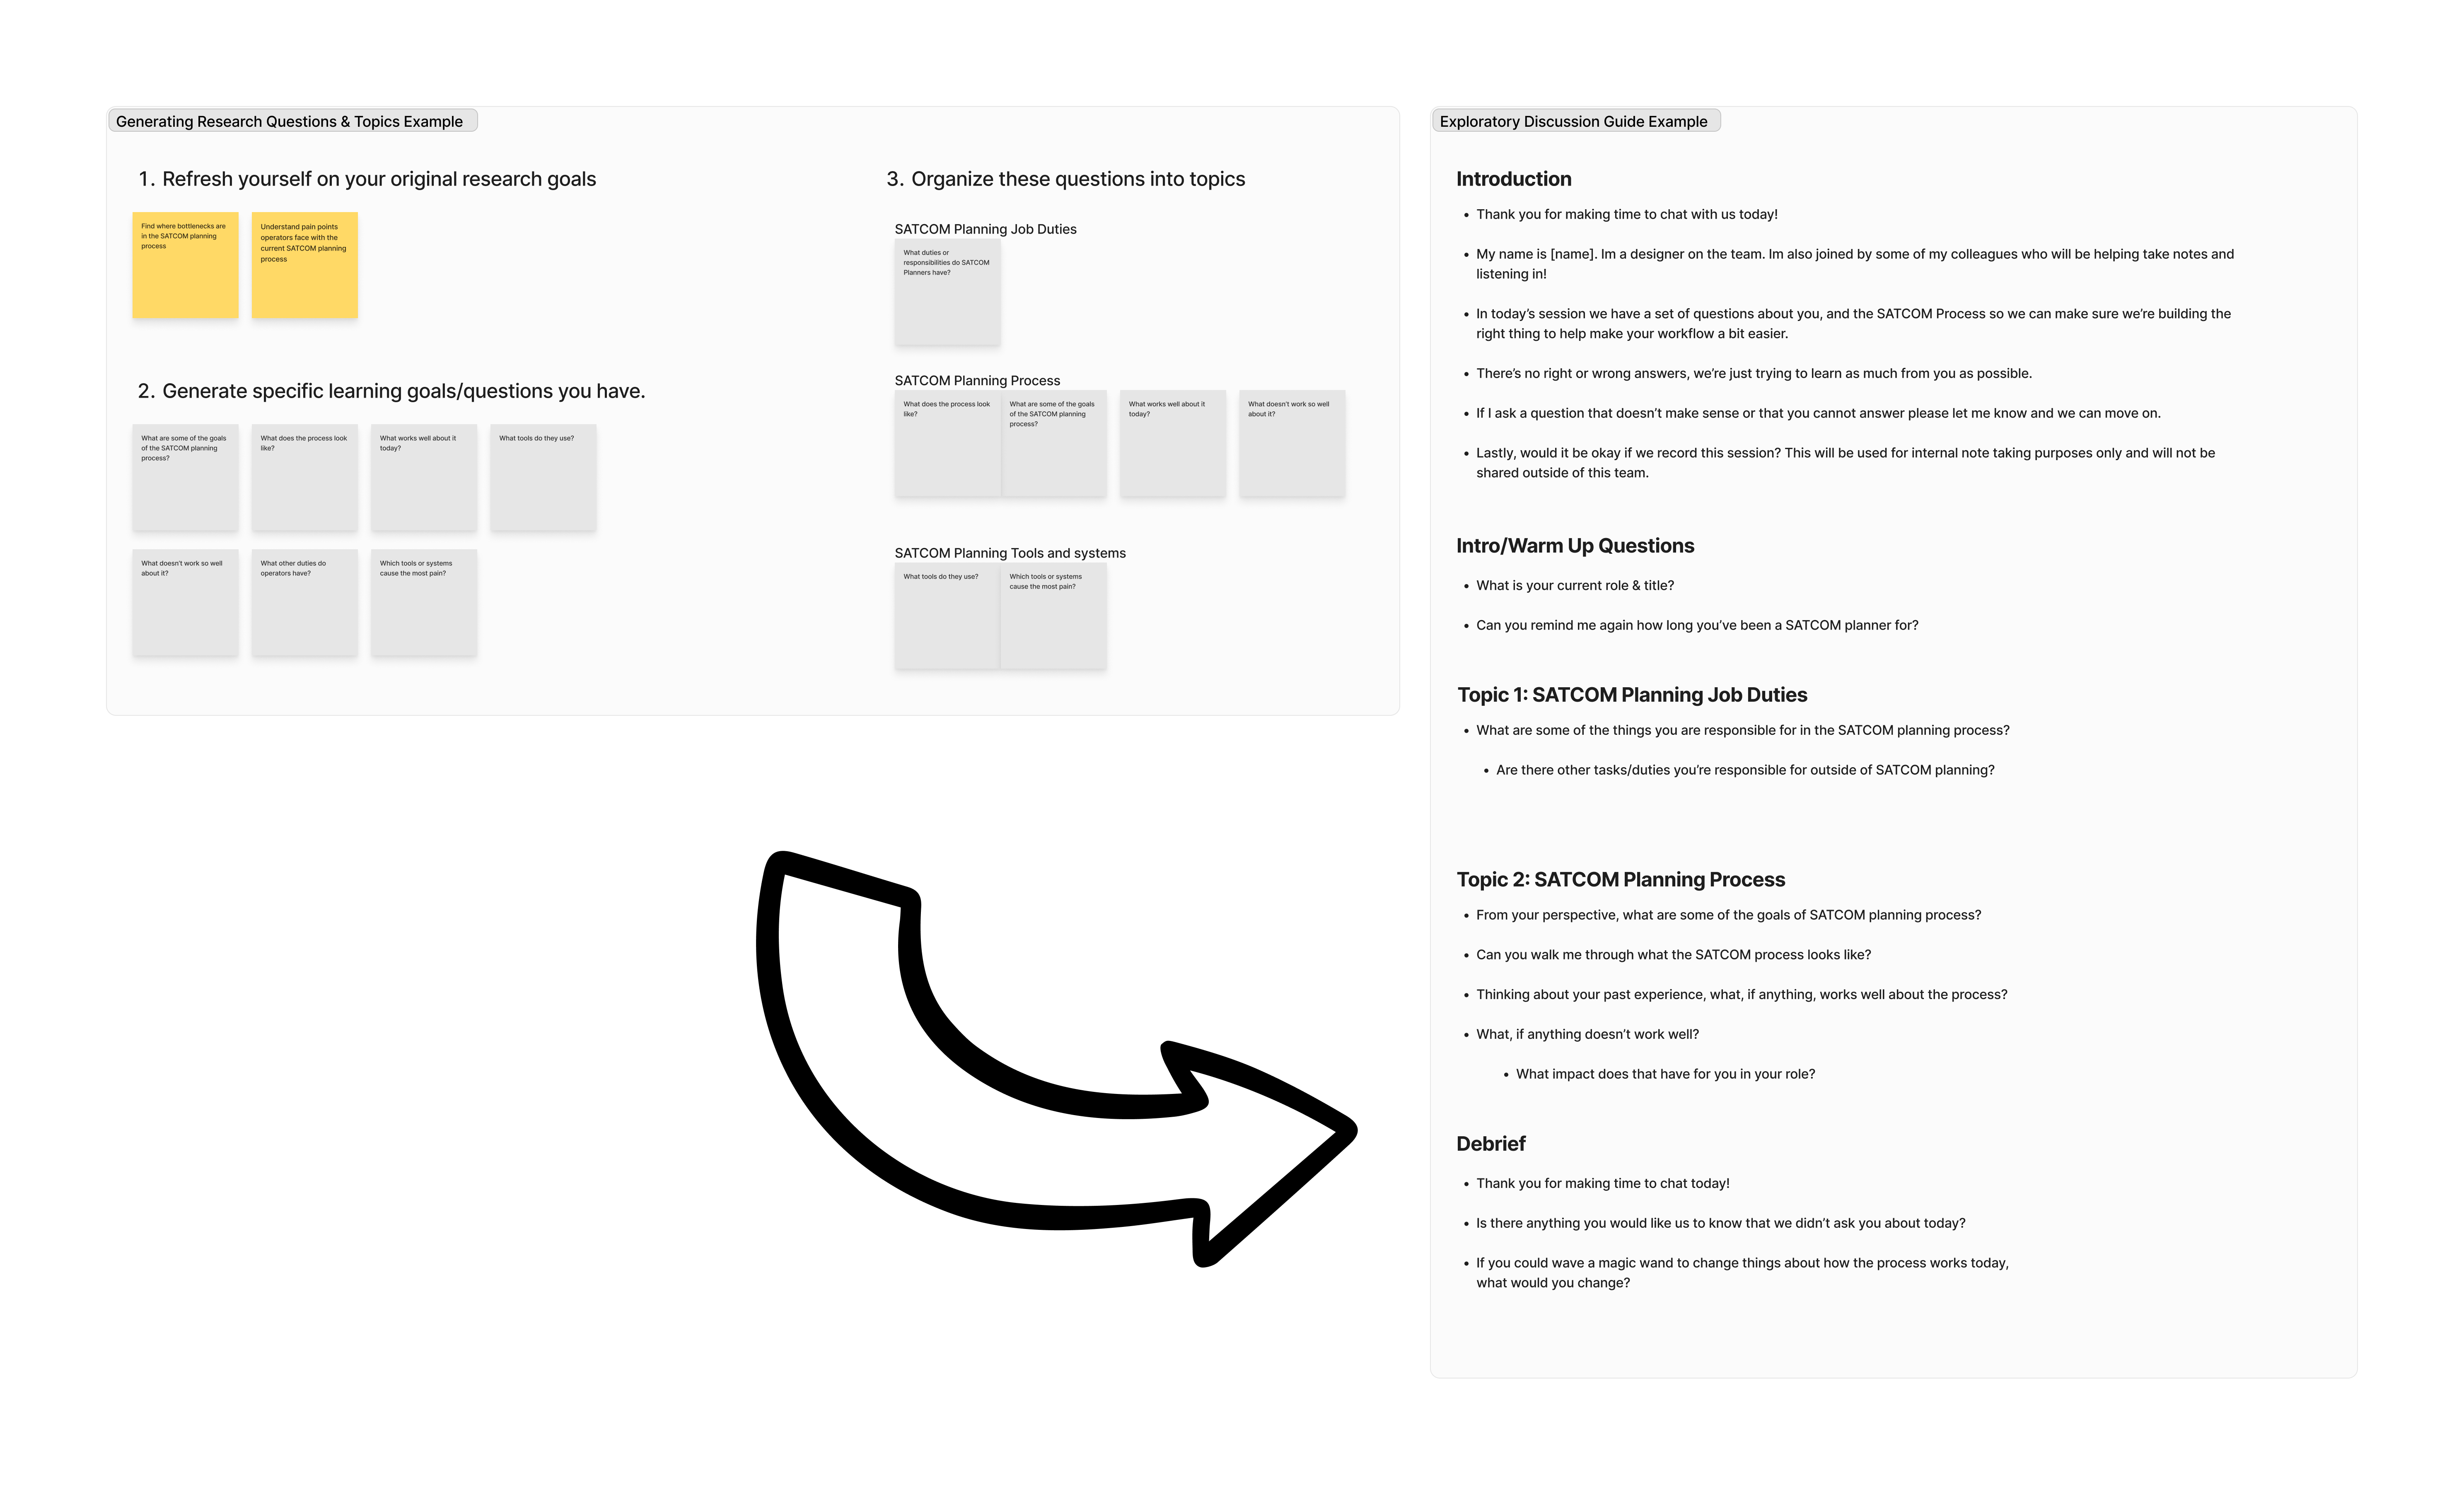 Generating Research Questions & Topics Example
1. Refresh yourself on your original research goals
Find where bottlenecks are
in the SATCOM planning
process
Understand pain points
operators face with the
current SATCOM planning
process
2. Generate specific learning goals/questions you have.
What are some of the goals
of the SATCOM planning
process?
What does the process look
like?
What works well about it
today?
What tools do they use?
What doesn't work so well
about it?
What other duties do
operators have?
Which tools or systems
cause the most pain?
3. Organize these questions into topics
SATCOM Planning Job Duties
What duties or
responsibilities do SATCOM
Planners have?
SATCOM Planning Process
What does the process look
like?
What are some of the goals
of the SATCOM planning
process?
What works well about it
today?
What doesn't work so well
about it?
SATCOM Planning Tools and systems
What tools do they use?
Which tools or systems
cause the most pain?
Exploratory Discussion Guide Example
Introduction
• Thank you for making time to chat with us today!
• My name is [name]. Im a designer on the team. Im also joined by some of my colleagues who will be helping take notes and
listening in!
• In today's session we have a set of questions about you, and the SATCOM Process so we can make sure we're building the
right thing to help make your workflow a bit easier.
• There's no right or wrong answers, we're just trying to learn as much from you as possible.
• If I ask a question that doesn't make sense or that you cannot answer please let me know and we can move on.
• Lastly, would it be okay if we record this session? This will be used for internal note taking purposes only and will not be
shared outside of this team.
Intro/Warm Up Questions
• What is your current role & title?
• Can you remind me again how long you've been a SATCOM planner for?
Topic 1: SATCOM Planning Job Duties
• What are some of the things you are responsible for in the SATCOM planning process?
• Are there other tasks/duties you're responsible for outside of SATCOM planning?
Topic 2: SATCOM Planning Process
• From your perspective, what are some of the goals of SATCOM planning process?
• Can you walk me through what the SATCOM process looks like?
• Thinking about your past experience, what, if anything, works well about the process?
• What, if anything doesn't work well?
• What impact does that have for you in your role?
Debrief
• Thank you for making time to chat today!
• Is there anything you would like us to know that we didn't ask you about today?
• If you could wave a magic wand to change things about how the process works today,
what would you change?